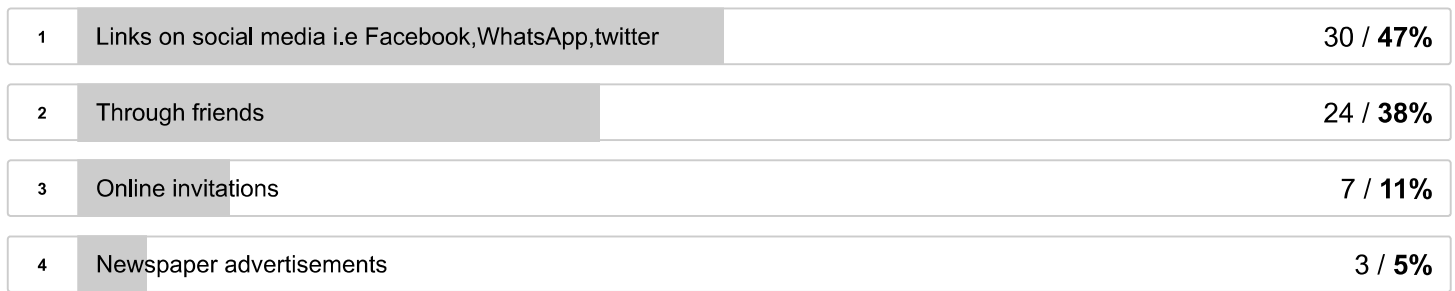 1 Links on social media i.e Facebook,WhatsApp,twitter 30 / 47%
2 Through friends 24 / 38%
3 Online invitations 7 / 11%
4 Newspaper advertisements 3 / 5%